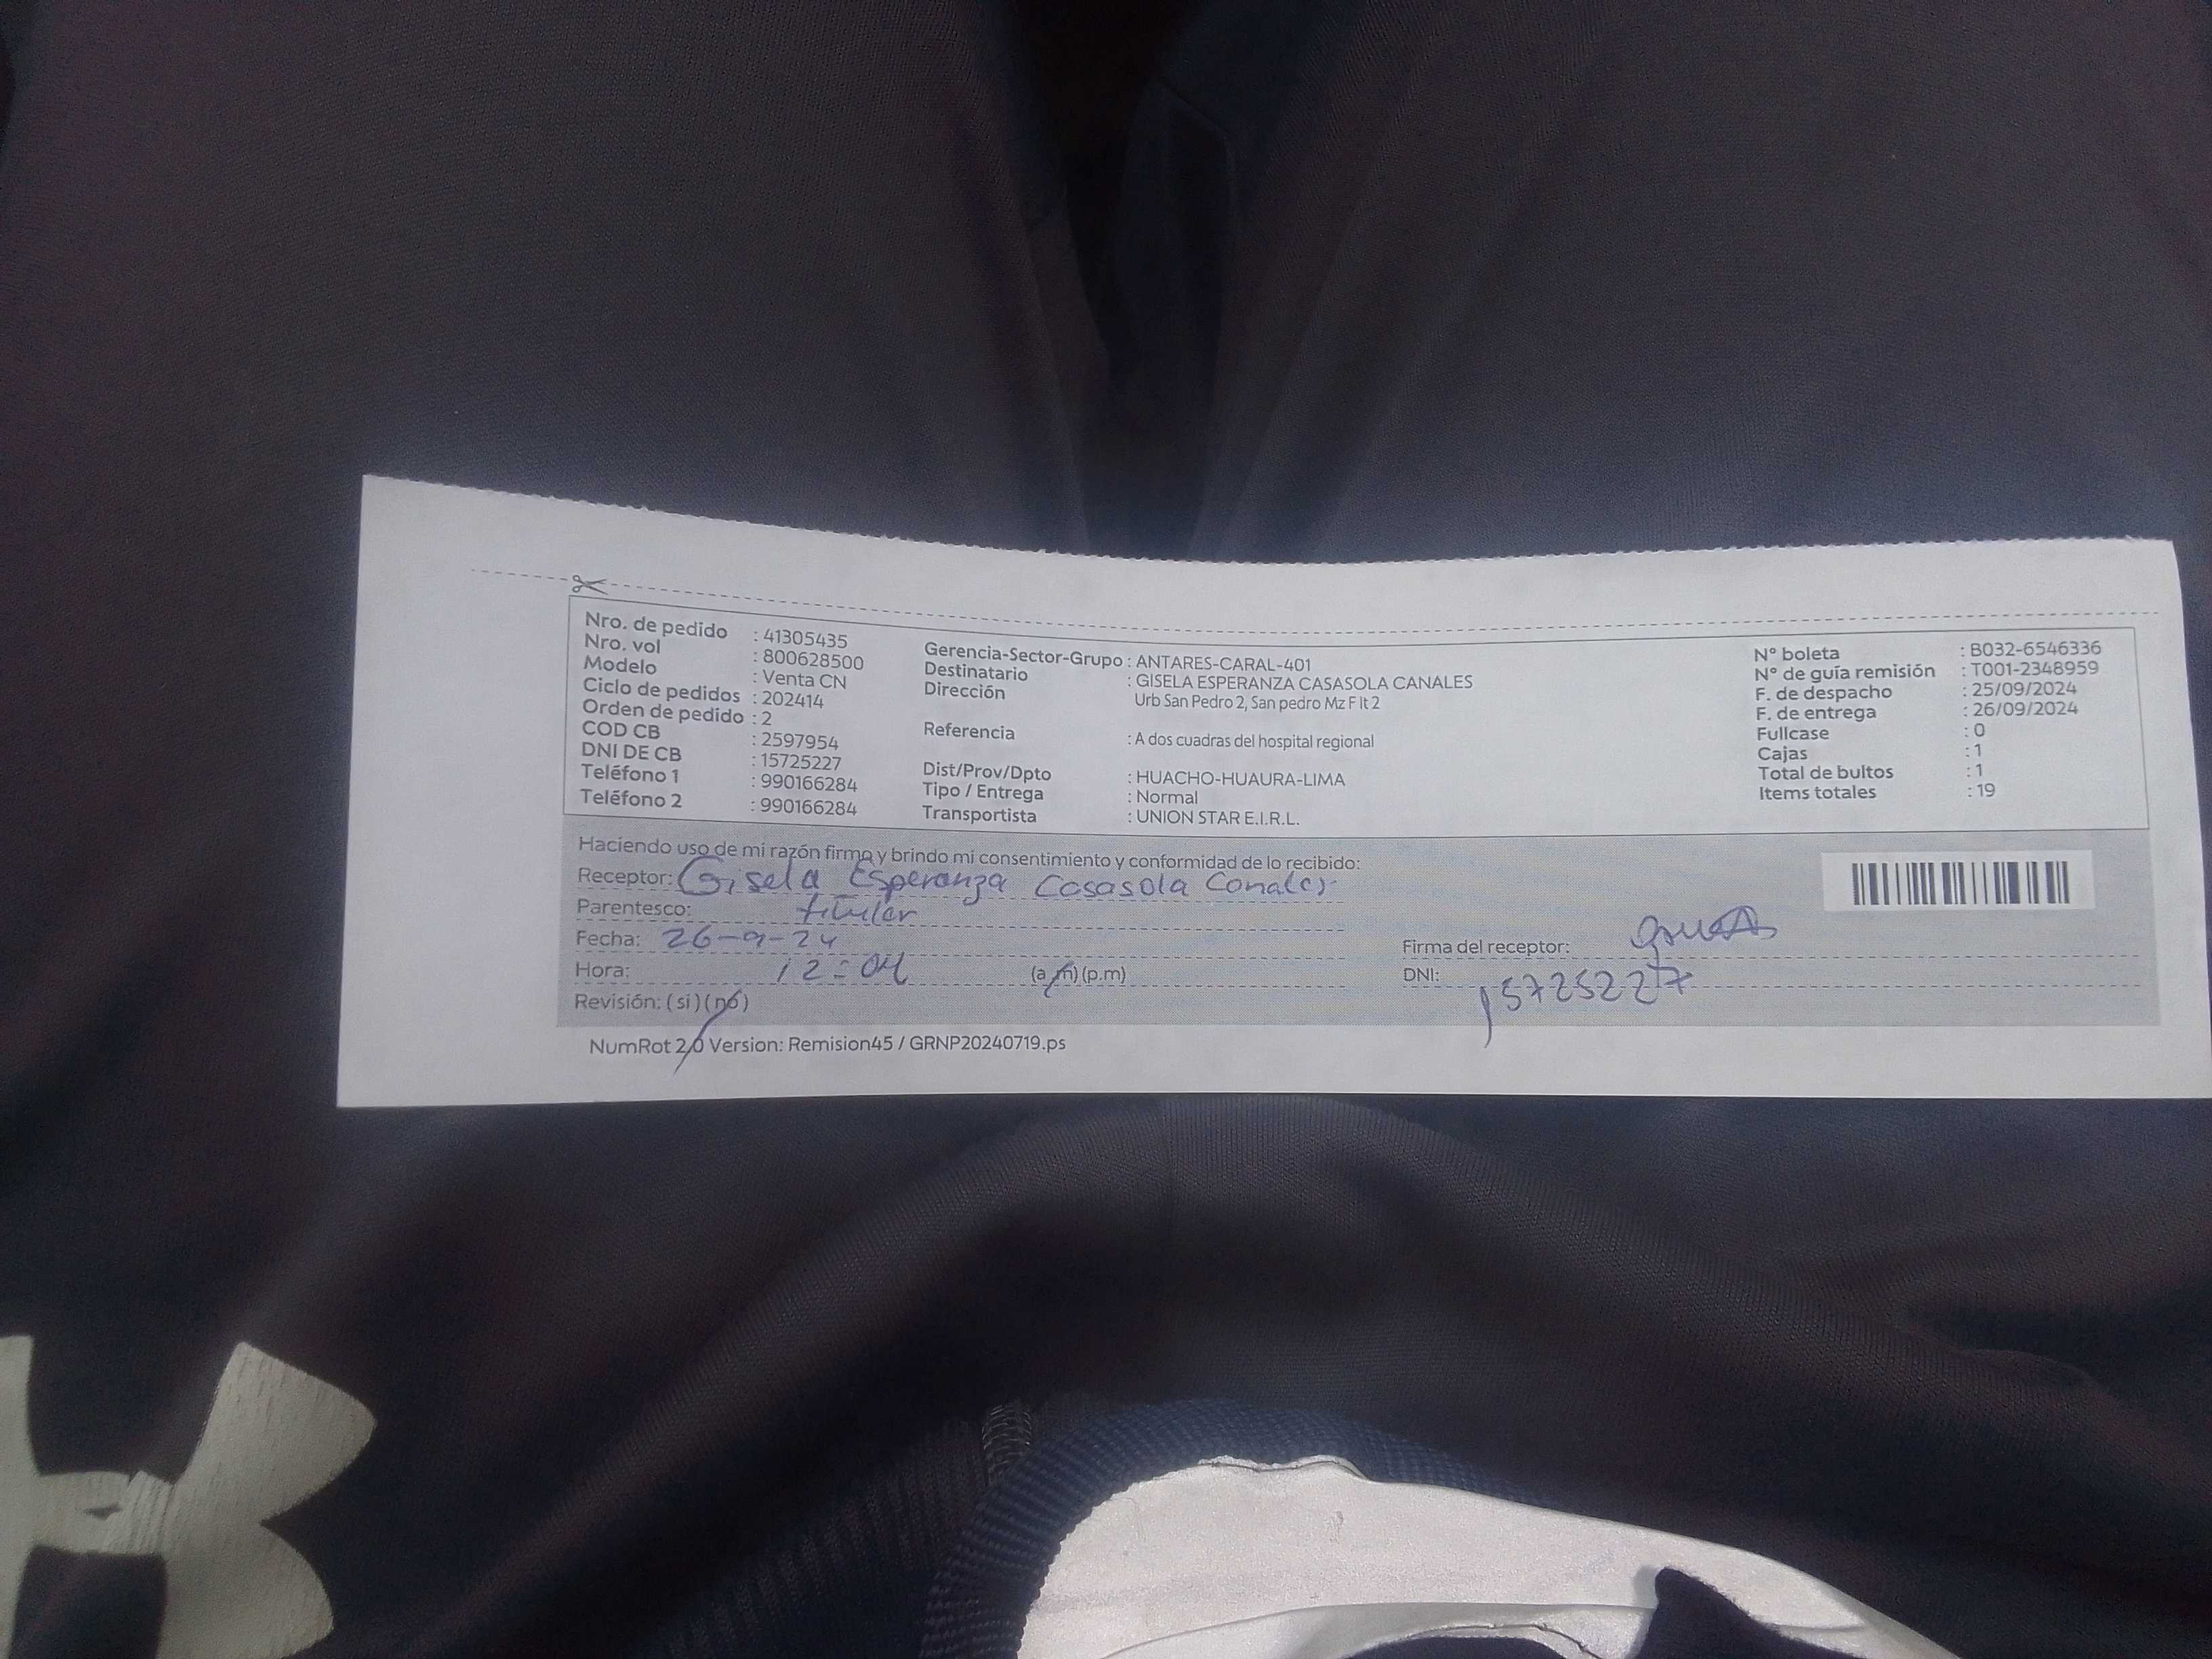 Nro. de pedido : 41305435
Nro. vol : 800628500
Modelo : Venta CN
Ciclo de pedidos : 202414
Orden de pedido : 2
COD CB : 2597954
DNI DE CB : 15725227
Teléfono 1 : 990166284
Teléfono 2 : 990166284
Gerencia-Sector-Grupo : ANTARES-CARAL-401
Destinatario : GISELA ESPERANZA CASASOLA CANALES
Dirección Urb San Pedro 2, San pedro Mz F lt 2
Referencia : A dos cuadras del hospital regional
Dist/Prov/Dpto : HUACHO-HUAURA-LIMA
Tipo / Entrega : Normal
Transportista : UNION STAR E.I.R.L.
N° boleta : B032-6546336
N° de guía remisión : T001-2348959
F. de despacho : 25/09/2024
F. de entrega : 26/09/2024
Fullcase : 0
Cajas : 1
Total de bultos : 1
Items totales : 19
Haciendo uso de mi razón firmo y brindo mi consentimiento y conformidad de lo recibido:
Receptor: Gisela Esperanza Casasola Canales
Parentesco: titular
Fecha: 26-9-24
Hora: 12:04 (a.m) (p.m)
Revisión: (si) (no)
Firma del receptor:
DNI: 15725227
NumRot 2.0 Version: Remision45 / GRNP20240719.ps